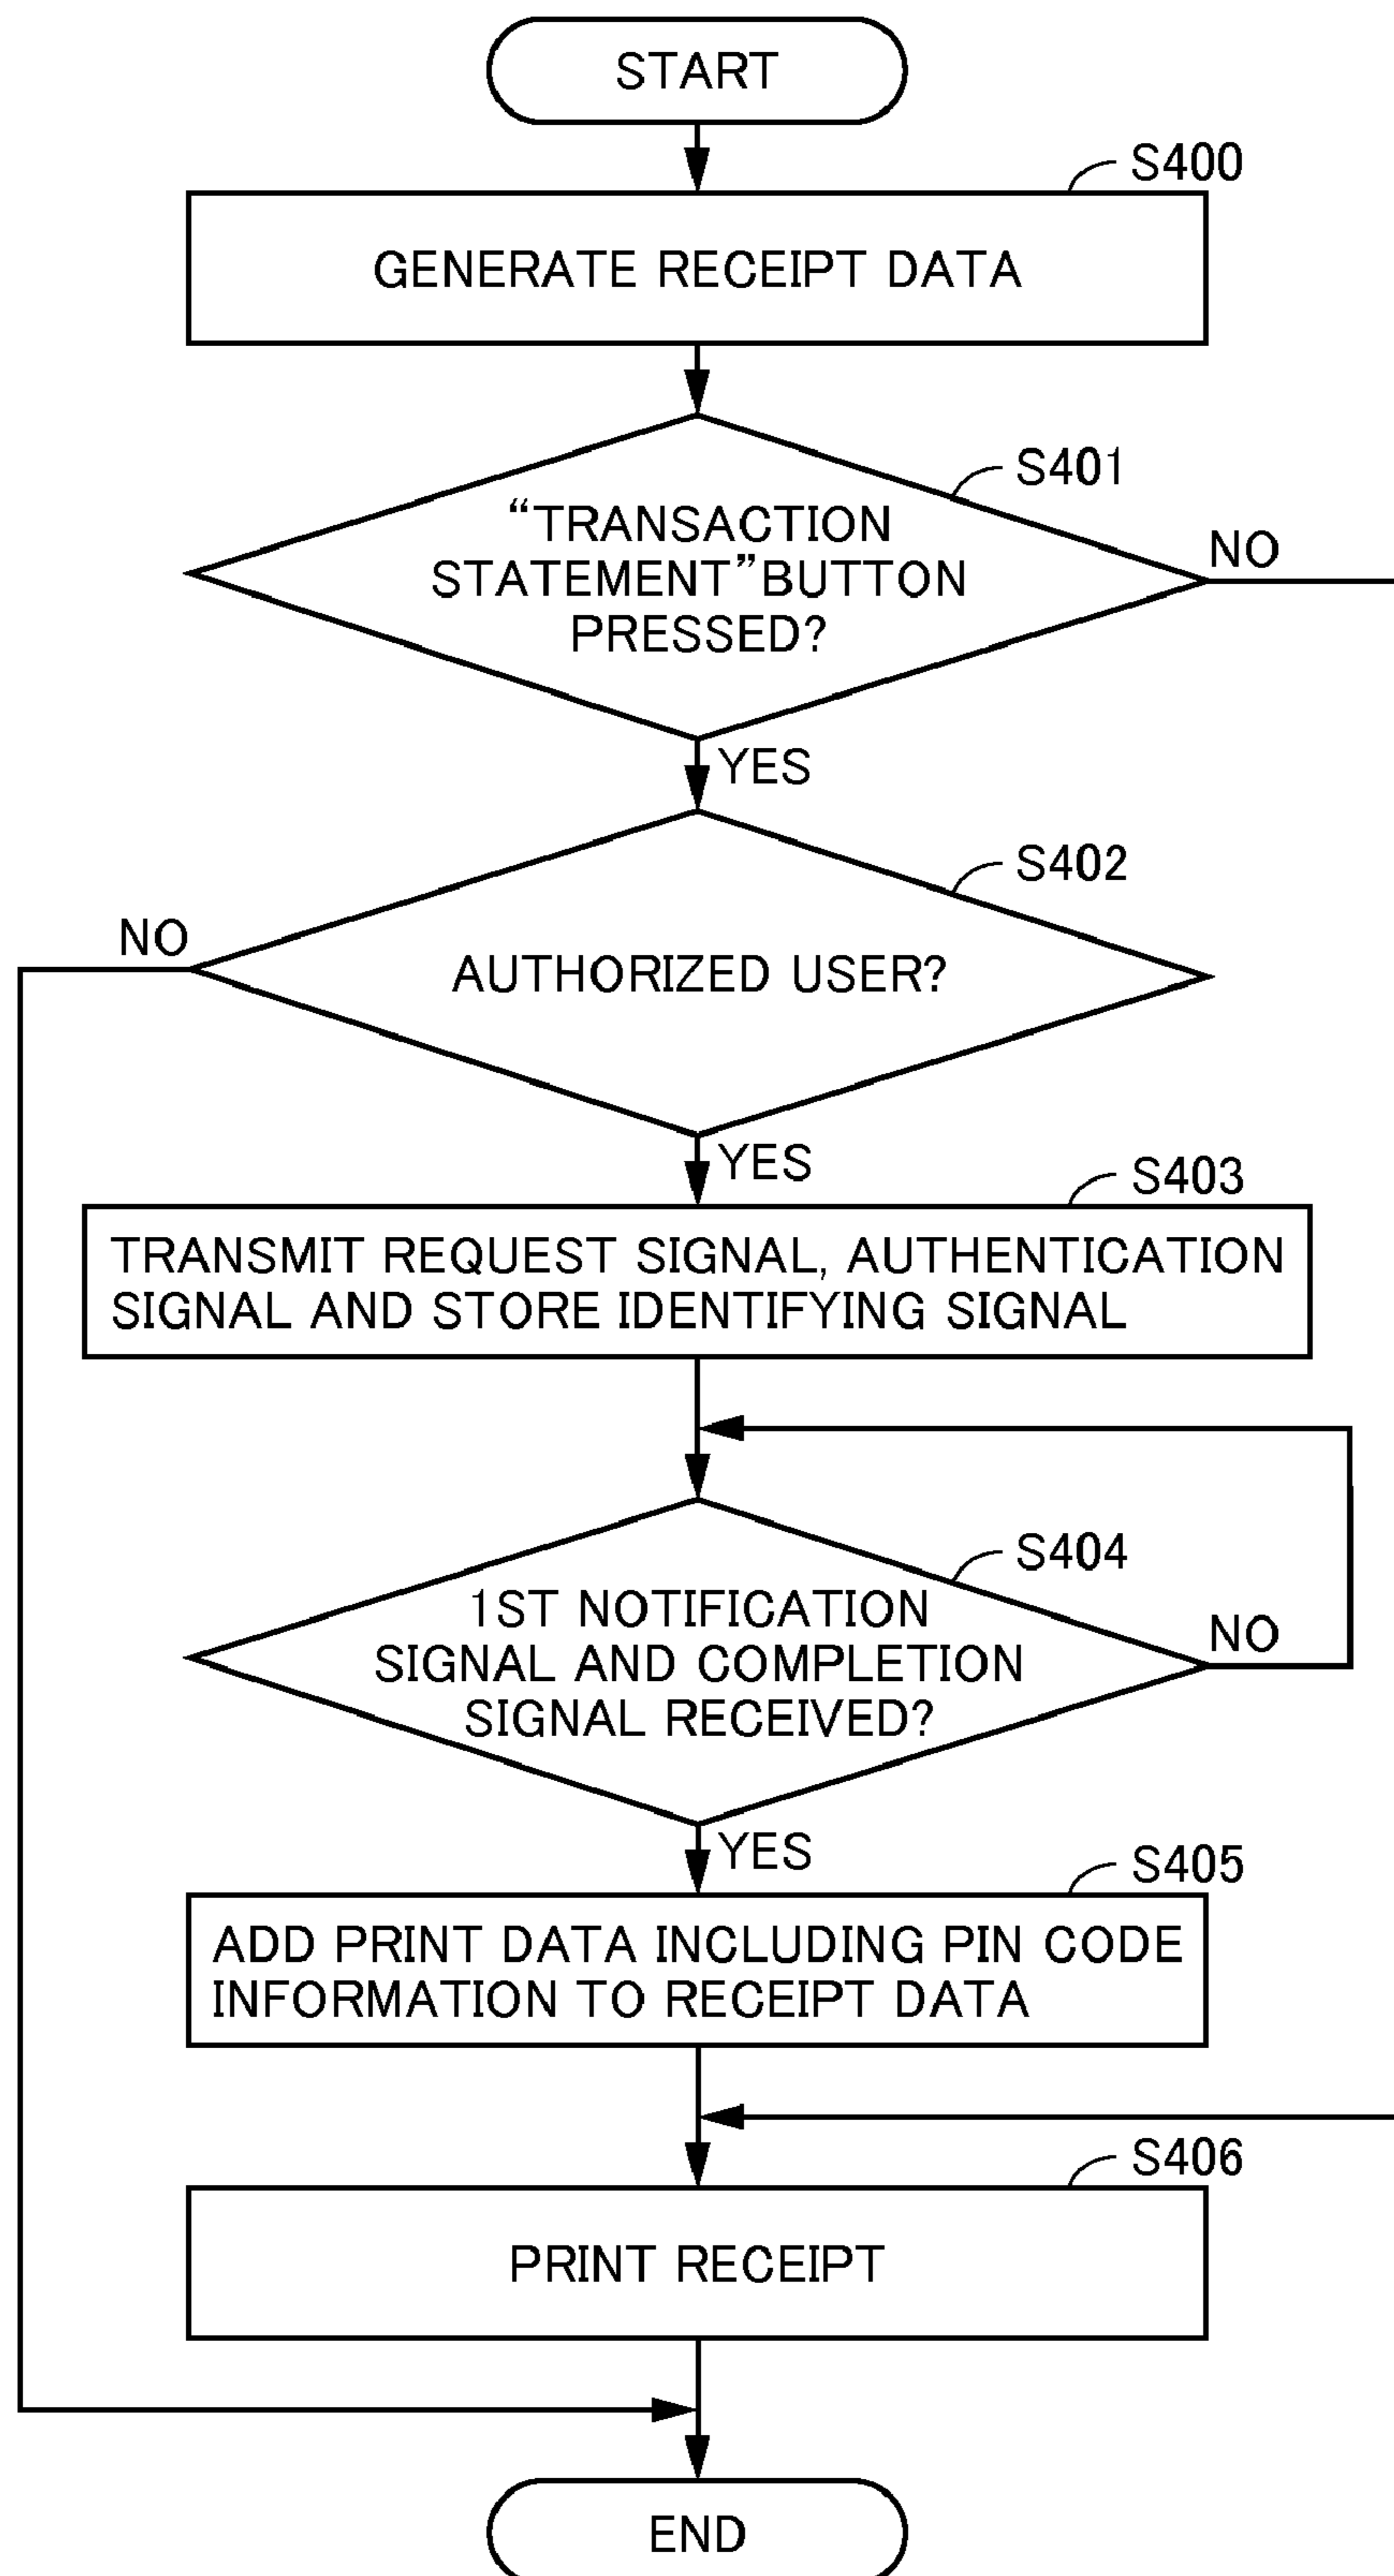 START
S400
GENERATE RECEIPT DATA
S401
“TRANSACTION
STATEMENT”BUTTON
PRESSED?
NO
YES
S402
NO
AUTHORIZED USER?
YES
S403
TRANSMIT REQUEST SIGNAL, AUTHENTICATION
SIGNAL AND STORE IDENTIFYING SIGNAL
S404
1ST NOTIFICATION
SIGNAL AND COMPLETION
SIGNAL RECEIVED?
NO
YES
S405
ADD PRINT DATA INCLUDING PIN CODE
INFORMATION TO RECEIPT DATA
S406
PRINT RECEIPT
END